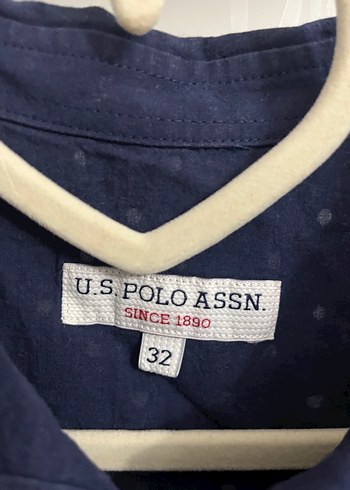 U.S. POLO ASSN.
SINCE 1890
32